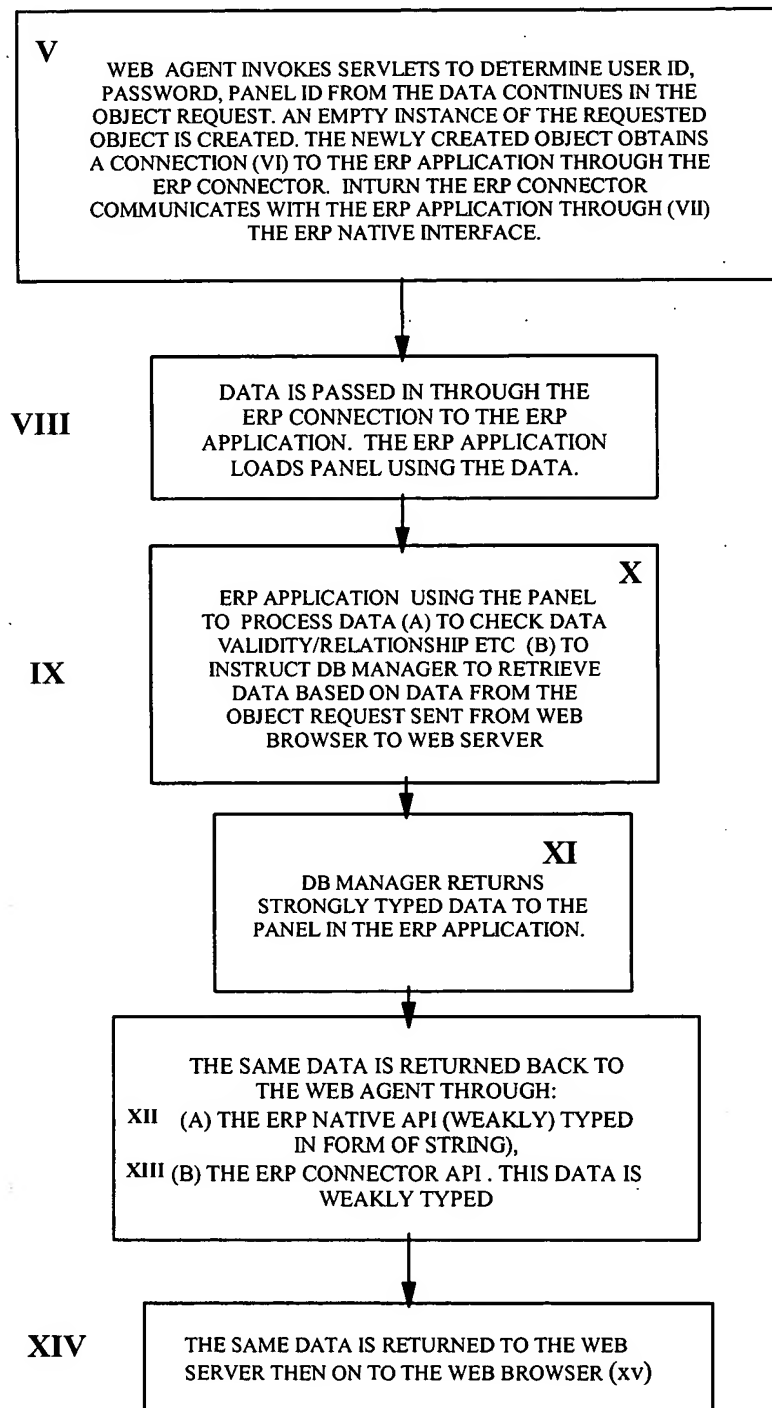 V
WEB AGENT INVOKES SERVLETS TO DETERMINE USER ID,
PASSWORD, PANEL ID FROM THE DATA CONTINUES IN THE
OBJECT REQUEST. AN EMPTY INSTANCE OF THE REQUESTED
OBJECT IS CREATED. THE NEWLY CREATED OBJECT OBTAINS
A CONNECTION (VI) TO THE ERP APPLICATION THROUGH THE
ERP CONNECTOR. INTURN THE ERP CONNECTOR
COMMUNICATES WITH THE ERP APPLICATION THROUGH (VII)
THE ERP NATIVE INTERFACE.
VIII
DATA IS PASSED IN THROUGH THE
ERP CONNECTION TO THE ERP
APPLICATION. THE ERP APPLICATION
LOADS PANEL USING THE DATA.
X
IX
ERP APPLICATION USING THE PANEL
TO PROCESS DATA (A) TO CHECK DATA
VALIDITY/RELATIONSHIP ETC (B) TO
INSTRUCT DB MANAGER TO RETRIEVE
DATA BASED ON DATA FROM THE
OBJECT REQUEST SENT FROM WEB
BROWSER TO WEB SERVER
XI
DB MANAGER RETURNS
STRONGLY TYPED DATA TO THE
PANEL IN THE ERP APPLICATION.
THE SAME DATA IS RETURNED BACK TO
THE WEB AGENT THROUGH:
XII (A) THE ERP NATIVE API (WEAKLY) TYPED
IN FORM OF STRING),
XIII (B) THE ERP CONNECTOR API . THIS DATA IS
WEAKLY TYPED
XIV
THE SAME DATA IS RETURNED TO THE WEB
SERVER THEN ON TO THE WEB BROWSER (xv)